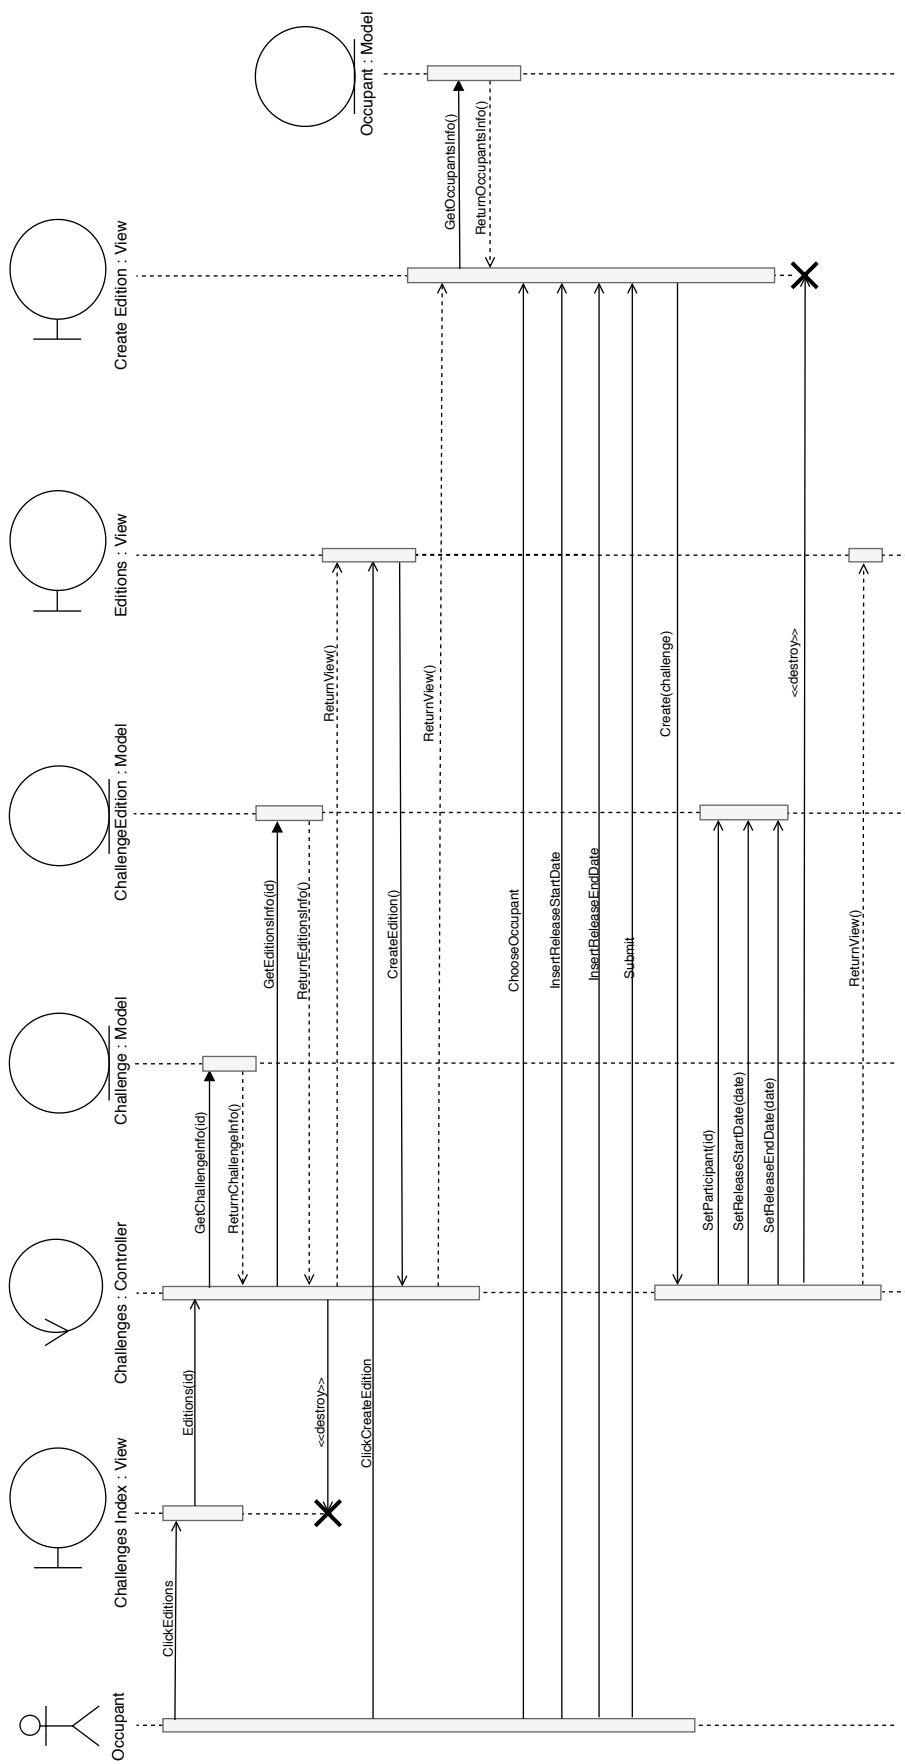 Occupant
Challenges Index : View
Challenges : Controller
Challenge : Model
ChallengeEdition : Model
Editions : View
Create Edition : View
Occupant : Model
ClickEditions
Editions(id)
GetChallengeInfo(id)
ReturnChallengeInfo()
GetEditionsInfo(id)
ReturnEditionsInfo()
<<destroy>>
ReturnView()
ClickCreateEdition
CreateEdition()
ReturnView()
GetOccupantsInfo()
ReturnOccupantsInfo()
ChooseOccupant
InsertReleaseStartDate
InsertReleaseEndDate
Submit
Create(challenge)
SetParticipant(id)
SetReleaseStartDate(date)
SetReleaseEndDate(date)
<<destroy>>
ReturnView()